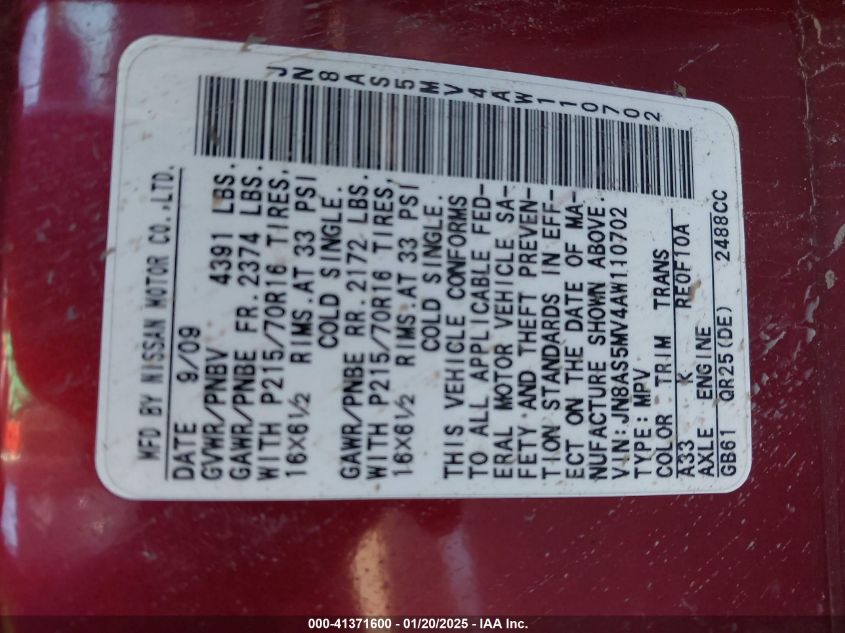 JN8AS5MV4AW110702
MFD BY NISSAN MOTOR CO.,LTD.
DATE 9/09
GVWR/PNBV 4391 LBS.
GAWR/PNBE FR.2374 LBS.
WITH P215/70R16 TIRES,
16X6½ RIMS.AT 33 PSI
COLD SINGLE.
GAWR/PNBE RR.2172 LBS.
WITH P215/70R16 TIRES,
16X6½ RIMS.AT 33 PSI
COLD SINGLE.
THIS VEHICLE CONFORMS
TO ALL APPLICABLE FED-
ERAL MOTOR VEHICLE SA-
FETY AND THEFT PREVEN-
TION STANDARDS IN EFF-
ECT ON THE DATE OF MA-
NUFACTURE SHOWN ABOVE.
VIN:JN8AS5MV4AW110702
TYPE:MPV
COLOR TRIM TRANS
A33 K RE0F10A
AXLE ENGINE
GB61 QR25(DE) 2488CC
000-41371600 - 01/20/2025 - IAA Inc.